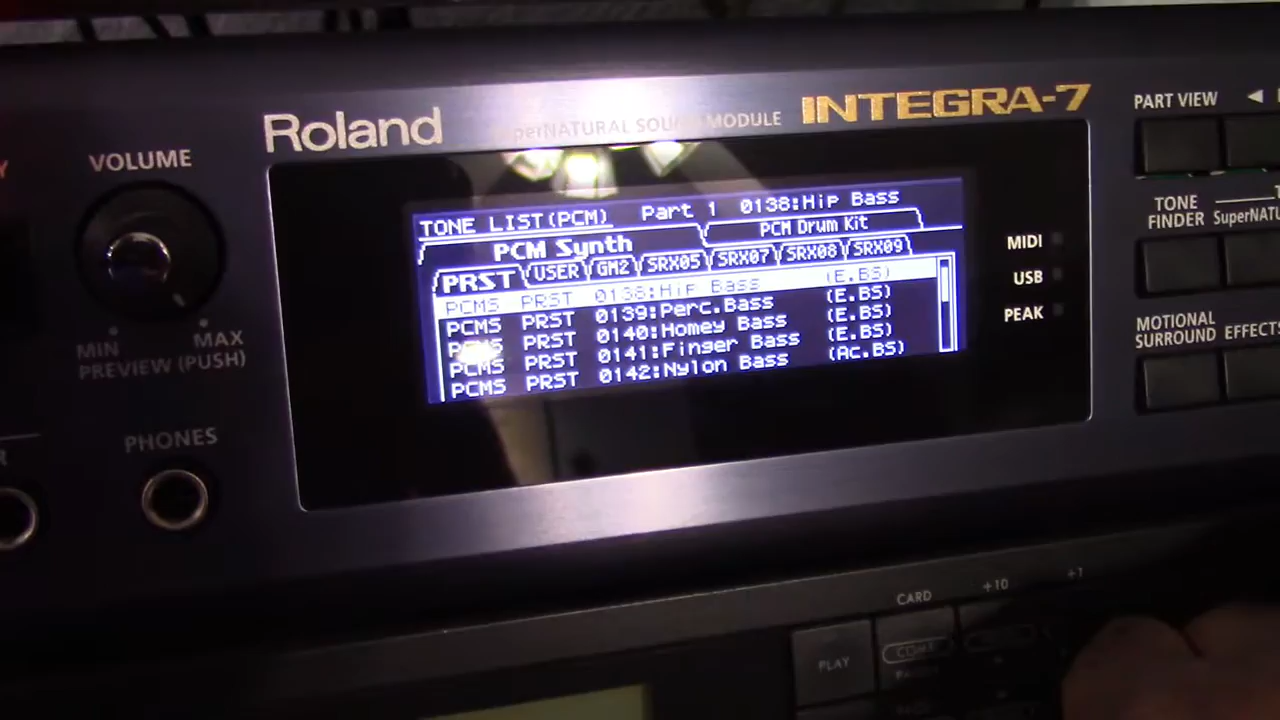 Roland
SuperNATURAL SOUND MODULE
INTEGRA-7
VOLUME
MIN
MAX
PREVIEW (PUSH)
PHONES
TONE LIST(PCM) Part 1 0138:Hip Bass
PCM Synth PCM Drum Kit
PRST USER GM2 SRX05 SRX07 SRX08 SRX09
PCMS PRST 0138:Hip Bass (E.BS)
PCMS PRST 0139:Perc.Bass (E.BS)
PCMS PRST 0140:Homey Bass (E.BS)
PCMS PRST 0141:Finger Bass (E.BS)
PCMS PRST 0142:Nylon Bass (Ac.BS)
MIDI
USB
PEAK
PART VIEW
TONE
FINDER
SuperNATU
MOTIONAL
SURROUND
EFFECTS
CARD
+10
+1
PLAY